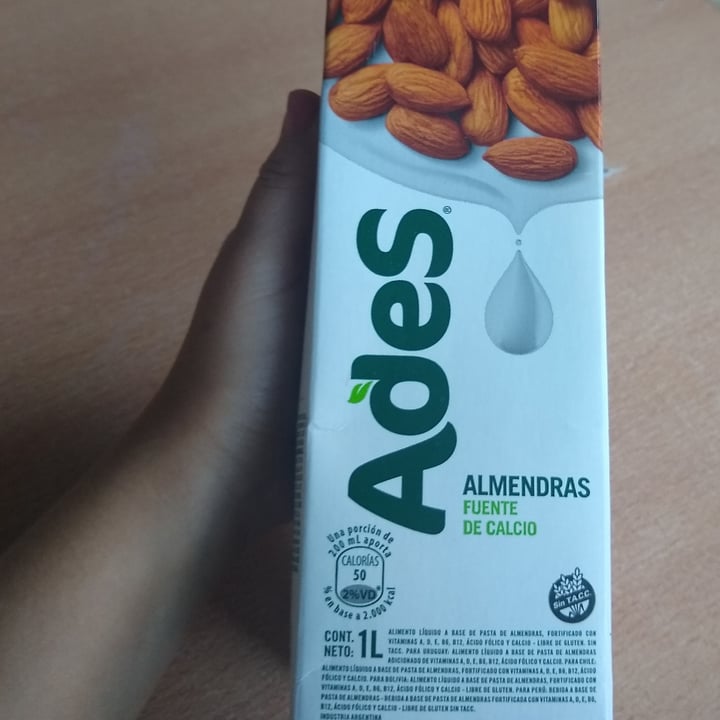 AdeS®
ALMENDRAS
FUENTE
DE CALCIO
Una porción de
200 mL aporta
CALORÍAS
50
2%VD*
% en base a 2.000 kcal
Sin T.A.C.C.
CONT.
NETO: 1L
ALIMENTO LÍQUIDO A BASE DE PASTA DE ALMENDRAS, FORTIFICADO CON
VITAMINAS A, D, E, B6, B12, ÁCIDO FÓLICO Y CALCIO - LIBRE DE GLUTEN. SIN
TACC. PARA URUGUAY: ALIMENTO LÍQUIDO A BASE DE PASTA DE ALMENDRAS
ADICIONADO DE VITAMINAS A, D, E, B6, B12, ÁCIDO FÓLICO Y CALCIO. PARA CHILE:
ALIMENTO LÍQUIDO A BASE DE PASTA DE ALMENDRAS, FORTIFICADO CON VITAMINAS A, D, E, B6, B12, ÁCIDO
FÓLICO Y CALCIO. PARA BOLIVIA: ALIMENTO LÍQUIDO A BASE DE PASTA DE ALMENDRAS, FORTIFICADO CON
VITAMINAS A, D, E, B6, B12, ÁCIDO FÓLICO Y CALCIO - LIBRE DE GLUTEN. PARA PERÚ: BEBIDA A BASE DE
PASTA DE ALMENDRAS - BEBIDA A BASE DE PASTA DE ALMENDRAS FORTIFICADA CON VITAMINAS A, D, E, B6,
B12, ÁCIDO FÓLICO Y CALCIO - LIBRE DE GLUTEN SIN TACC.
INDUSTRIA ARGENTINA